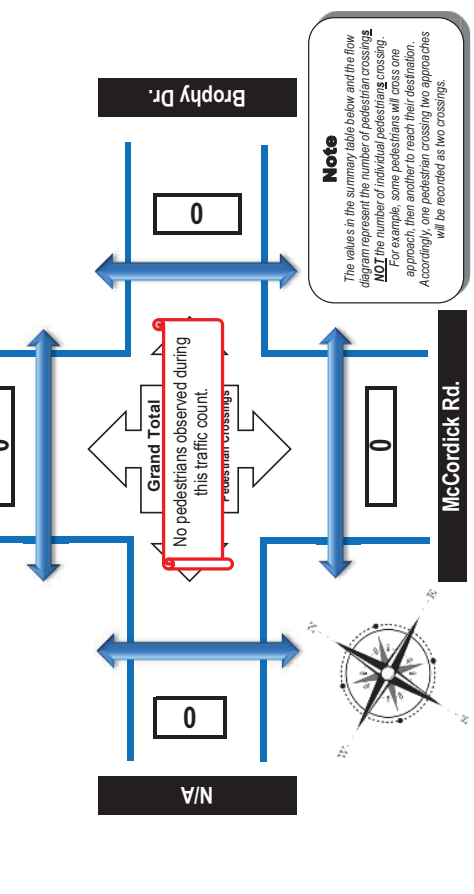 Brophy Dr.
0
Note
The values in the summary table below and the flow
diagram represent the number of pedestrian crossings
NOT the number of individual pedestrians crossing.
For example, some pedestrians will cross one
approach, then another to reach their destination.
Accordingly, one pedestrian crossing two approaches
will be recorded as two crossings.
0
Grand Total
No pedestrians observed during
this traffic count.
Pedestrian Crossings
0
McCordick Rd.
0
N/A
N
E
S
W